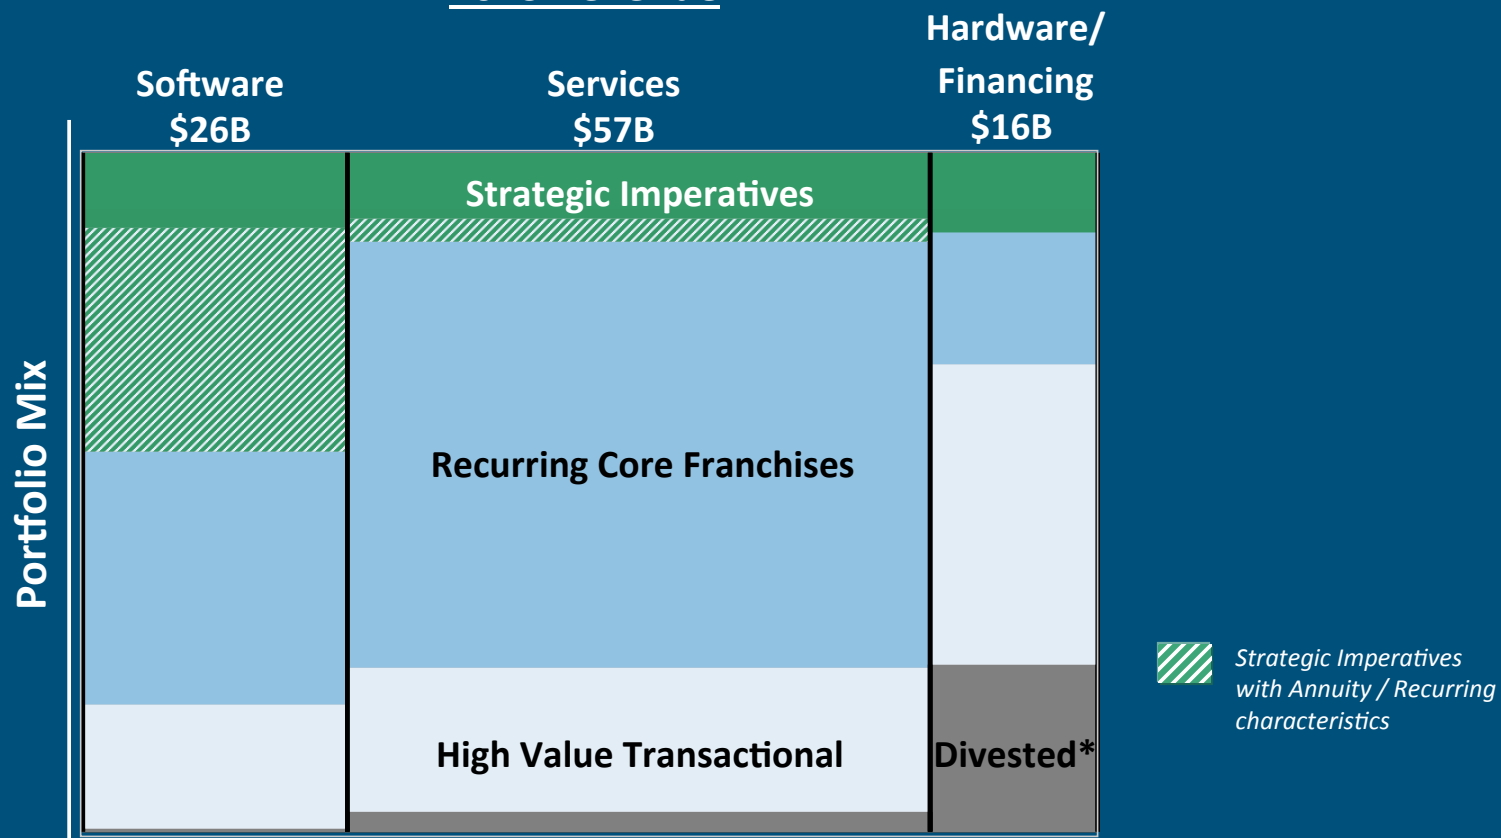 Hardware/
Financing
$16B
Software
$26B
Services
$57B
Strategic Imperatives
Recurring Core Franchises
High Value Transactional
Divested*
Portfolio Mix
Strategic Imperatives
with Annuity / Recurring
characteristics